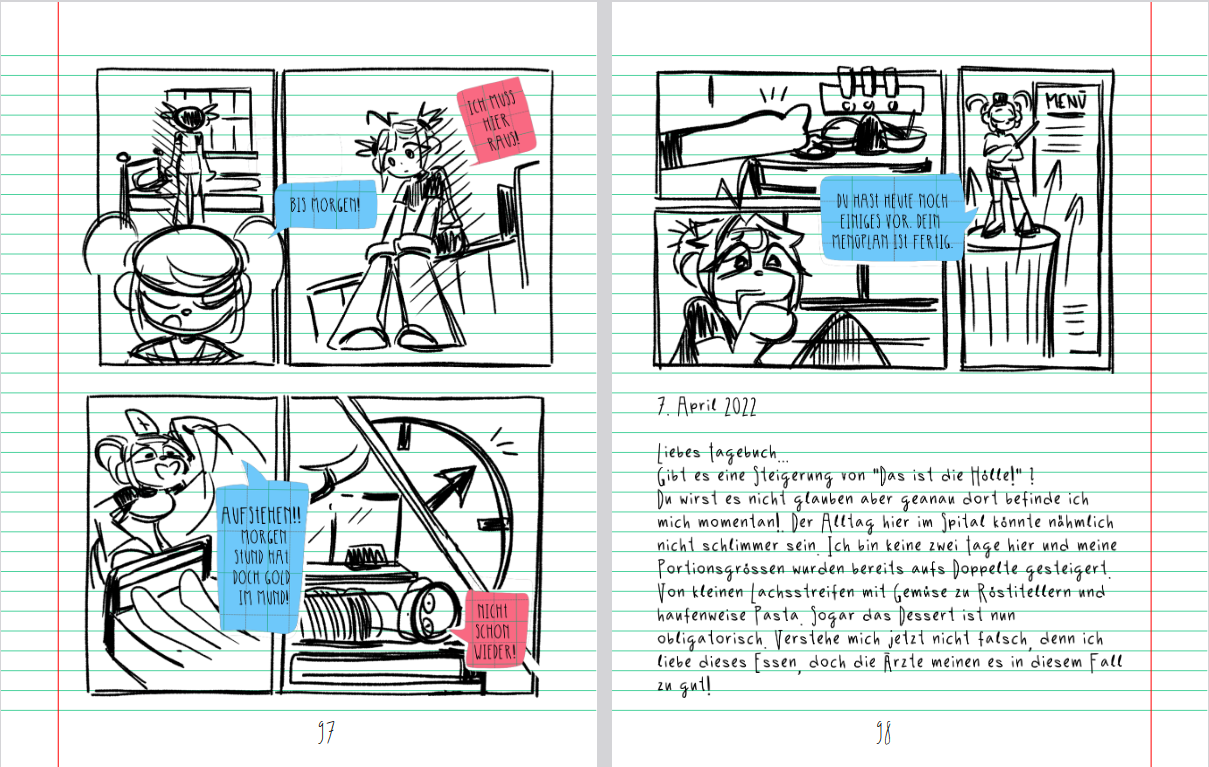 BIS MORGEN!
ICH MUSS
HIER
RAUS!
AUFSTEHEN!!
MORGEN
STUND HAT
DOCH GOLD
IM MUND!
NICHT
SCHON
WIEDER!
97
MENÜ
DU HAST HEUTE NOCH
EINIGES VOR. DEIN
MENÜPLAN IST FERTIG.
7. April 2022
Liebes Tagebuch...
Gibt es eine Steigerung von "Das ist die Hölle!" ?
Du wirst es nicht glauben aber geanau dort befinde ich
mich momentan!. Der Alltag hier im Spital könnte nähmlich
nicht schlimmer sein. Ich bin keine zwei tage hier und meine
Portionsgrössen wurden bereits aufs Doppelte gesteigert.
Von kleinen Lachsstreifen mit Gemüse zu Röstitellern und
haufenweise Pasta. Sogar das Dessert ist nun
obligatorisch. Verstehe mich jetzt nicht falsch, denn ich
liebe dieses Essen, doch die Ärzte meinen es in diesem Fall
zu gut!
98